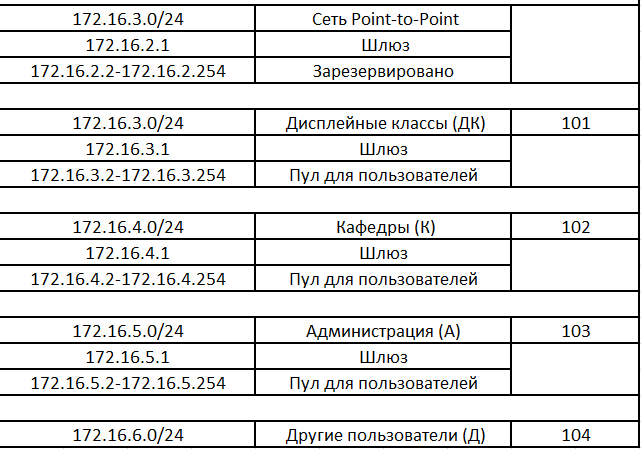 172.16.3.0/24 Сеть Point-to-Point
172.16.2.1 Шлюз
172.16.2.2-172.16.2.254 Зарезервировано
172.16.3.0/24 Дисплейные классы (ДК) 101
172.16.3.1 Шлюз
172.16.3.2-172.16.3.254 Пул для пользователей
172.16.4.0/24 Кафедры (К) 102
172.16.4.1 Шлюз
172.16.4.2-172.16.4.254 Пул для пользователей
172.16.5.0/24 Администрация (А) 103
172.16.5.1 Шлюз
172.16.5.2-172.16.5.254 Пул для пользователей
172.16.6.0/24 Другие пользователи (Д) 104